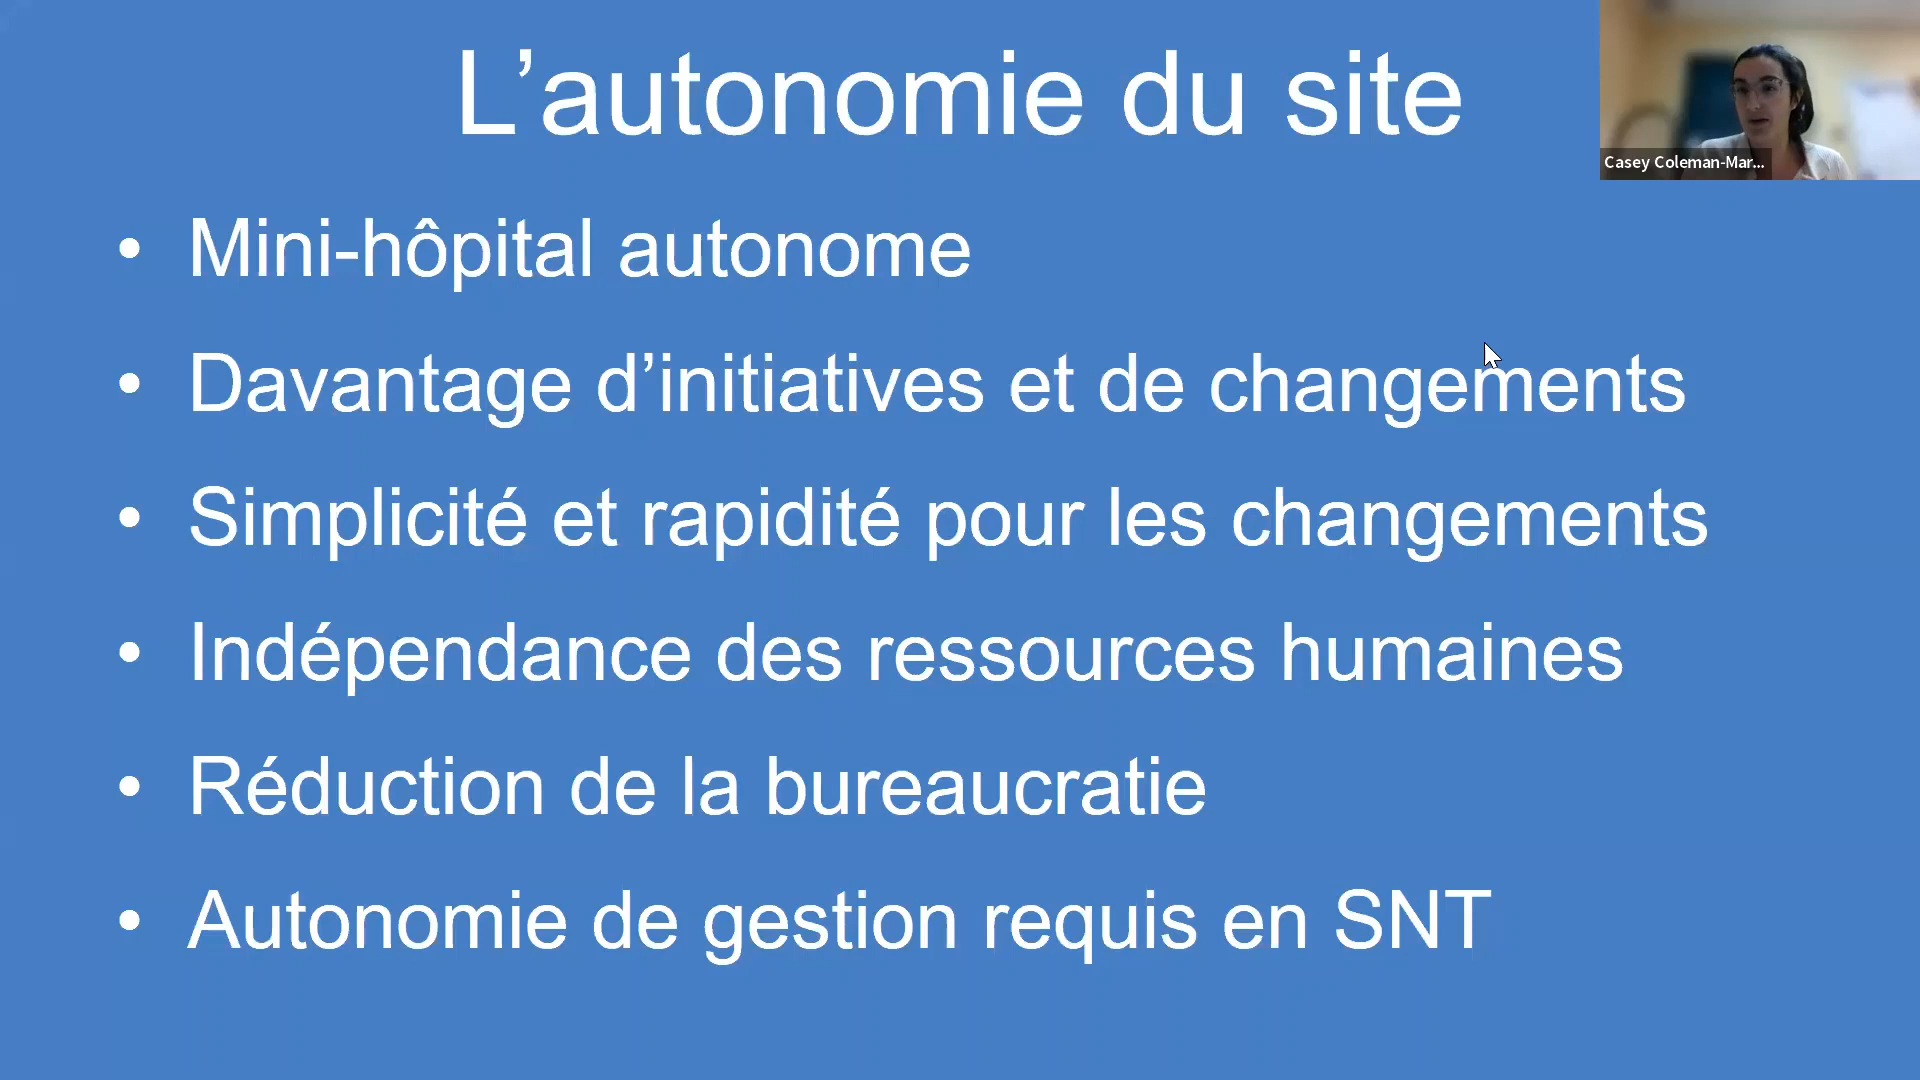 L’autonomie du site
Casey Coleman-Mar...
• Mini-hôpital autonome
• Davantage d’initiatives et de changements
• Simplicité et rapidité pour les changements
• Indépendance des ressources humaines
• Réduction de la bureaucratie
• Autonomie de gestion requis en SNT